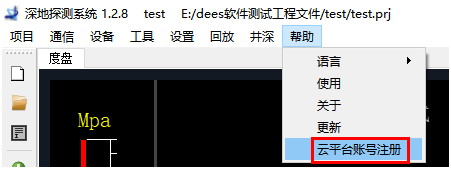 深地探测系统 1.2.8 test E:/dees软件测试工程文件/test/test.prj
项目 通信 设备 工具 设置 回放 井深 帮助
度盘
语言
使用
关于
更新
云平台账号注册
Mpa